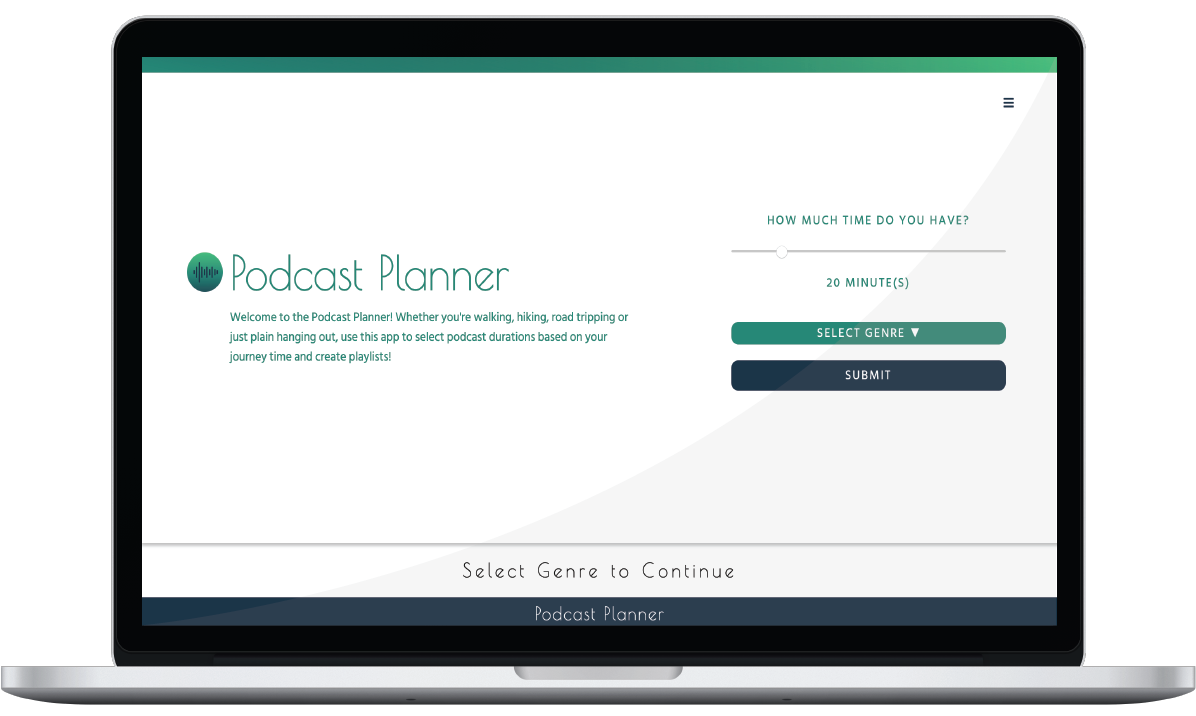 Podcast Planner
Welcome to the Podcast Planner! Whether you're walking, hiking, road tripping or
just plain hanging out, use this app to select podcast durations based on your
journey time and create playlists!
HOW MUCH TIME DO YOU HAVE?
20 MINUTE(S)
SELECT GENRE ▼
SUBMIT
Select Genre to Continue
Podcast Planner